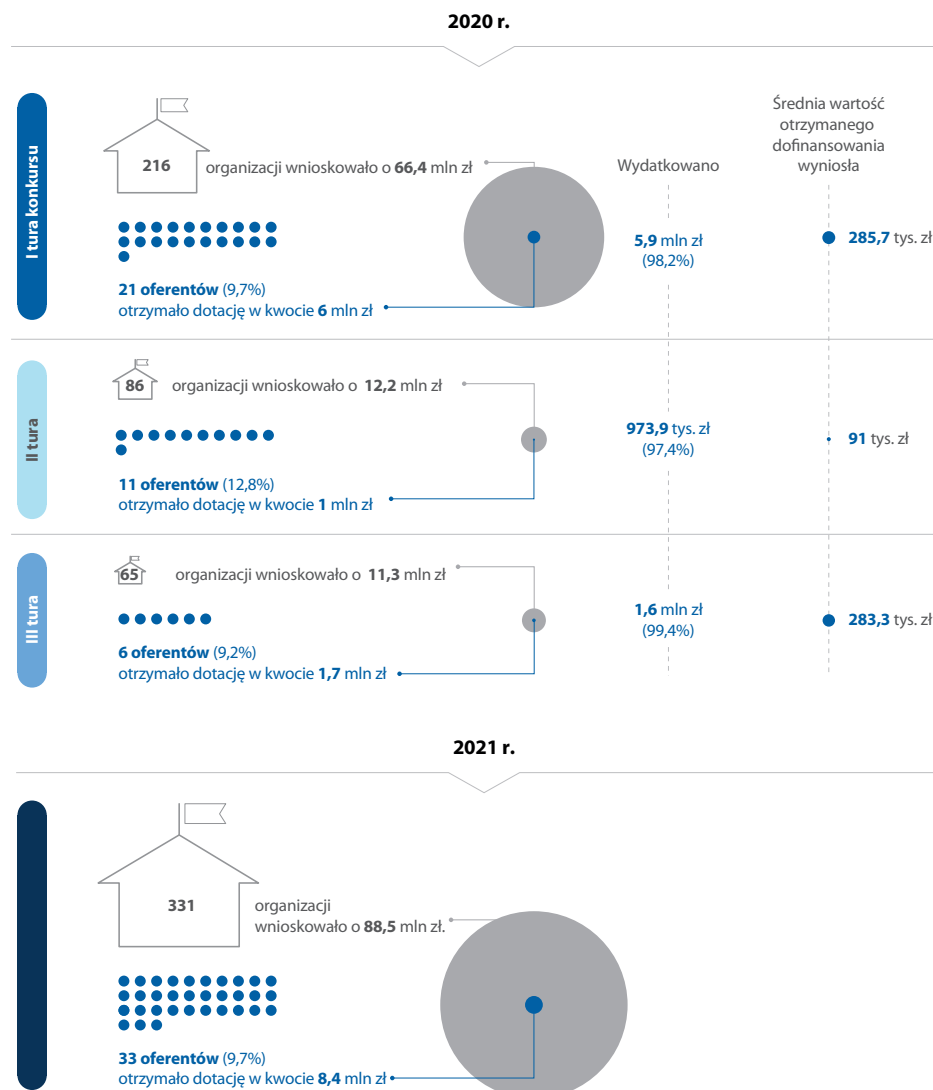 2020 r.
I tura konkursu
216
organizacji wnioskowało o 66,4 mln zł
Wydatkowano
Średnia wartość
otrzymanego
dofinansowania
wyniosła
5,9 mln zł
(98,2%)
285,7 tys. zł
21 oferentów (9,7%)
otrzymało dotację w kwocie 6 mln zł
II tura
86
organizacji wnioskowało o 12,2 mln zł
973,9 tys. zł
(97,4%)
91 tys. zł
11 oferentów (12,8%)
otrzymało dotację w kwocie 1 mln zł
III tura
65
organizacji wnioskowało o 11,3 mln zł
1,6 mln zł
(99,4%)
283,3 tys. zł
6 oferentów (9,2%)
otrzymało dotację w kwocie 1,7 mln zł
2021 r.
331
organizacji
wnioskowało o 88,5 mln zł.
33 oferentów (9,7%)
otrzymało dotację w kwocie 8,4 mln zł